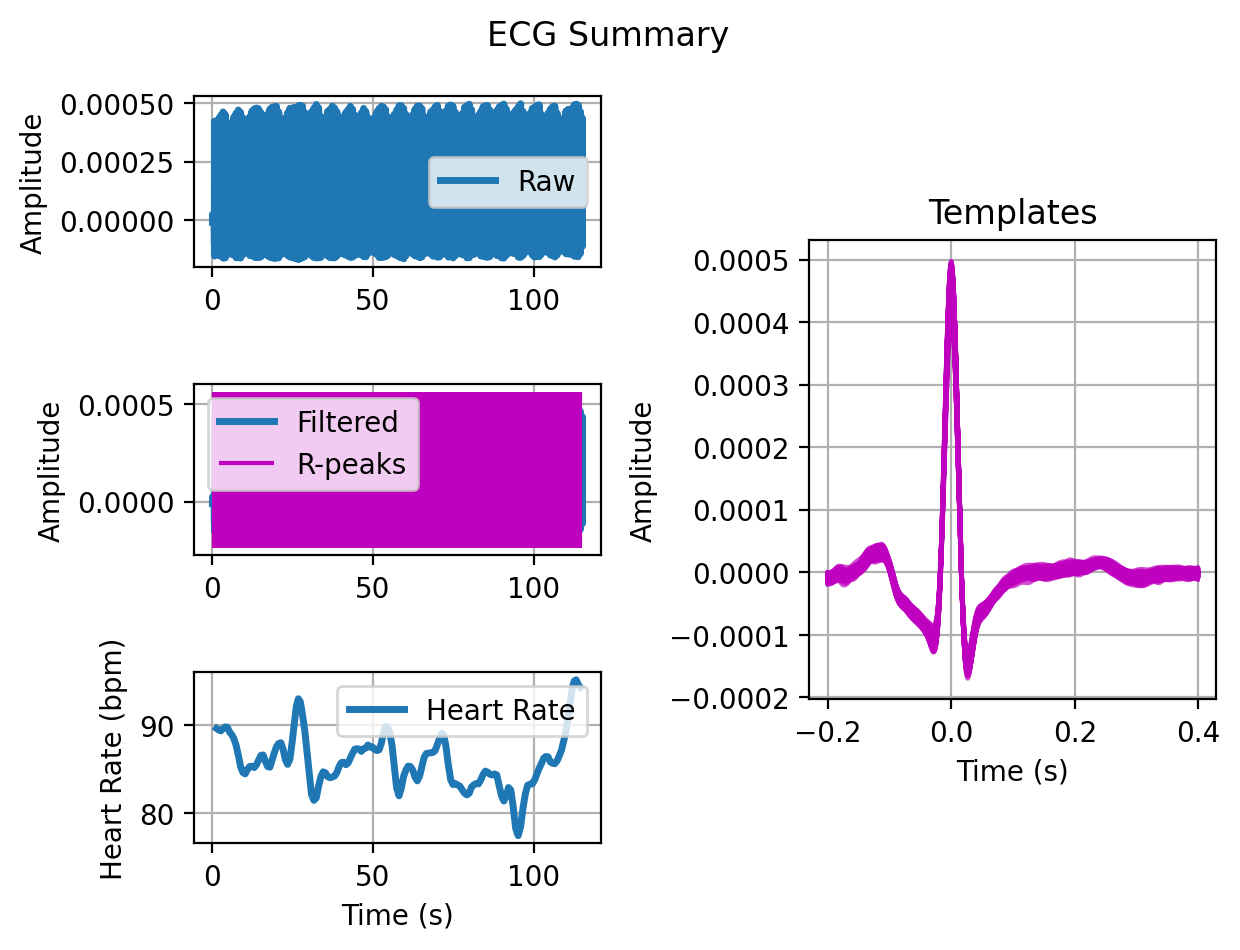 ECG Summary
Amplitude
0.00050
0.00025
0.00000
Raw
0 50 100
Amplitude
0.0005
0.0000
Filtered
R-peaks
0 50 100
Heart Rate (bpm)
90
80
Heart Rate
0 50 100
Time (s)
Templates
Amplitude
0.0005
0.0004
0.0003
0.0002
0.0001
0.0000
−0.0001
−0.0002
−0.2 0.0 0.2 0.4
Time (s)